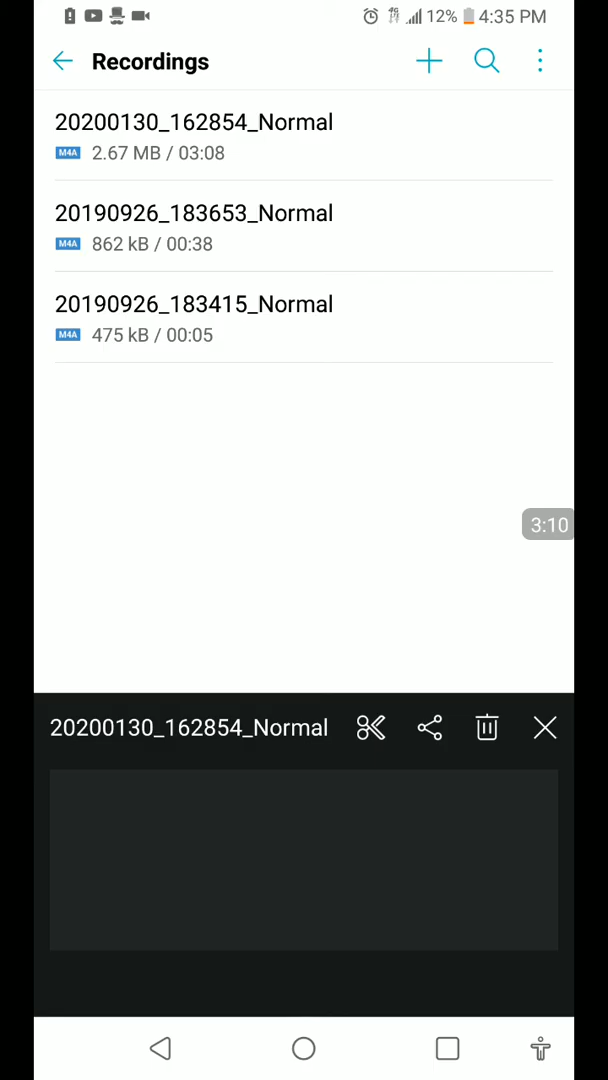 12% 4:35 PM
Recordings
20200130_162854_Normal
M4A 2.67 MB / 03:08
20190926_183653_Normal
M4A 862 kB / 00:38
20190926_183415_Normal
M4A 475 kB / 00:05
3:10
20200130_162854_Normal